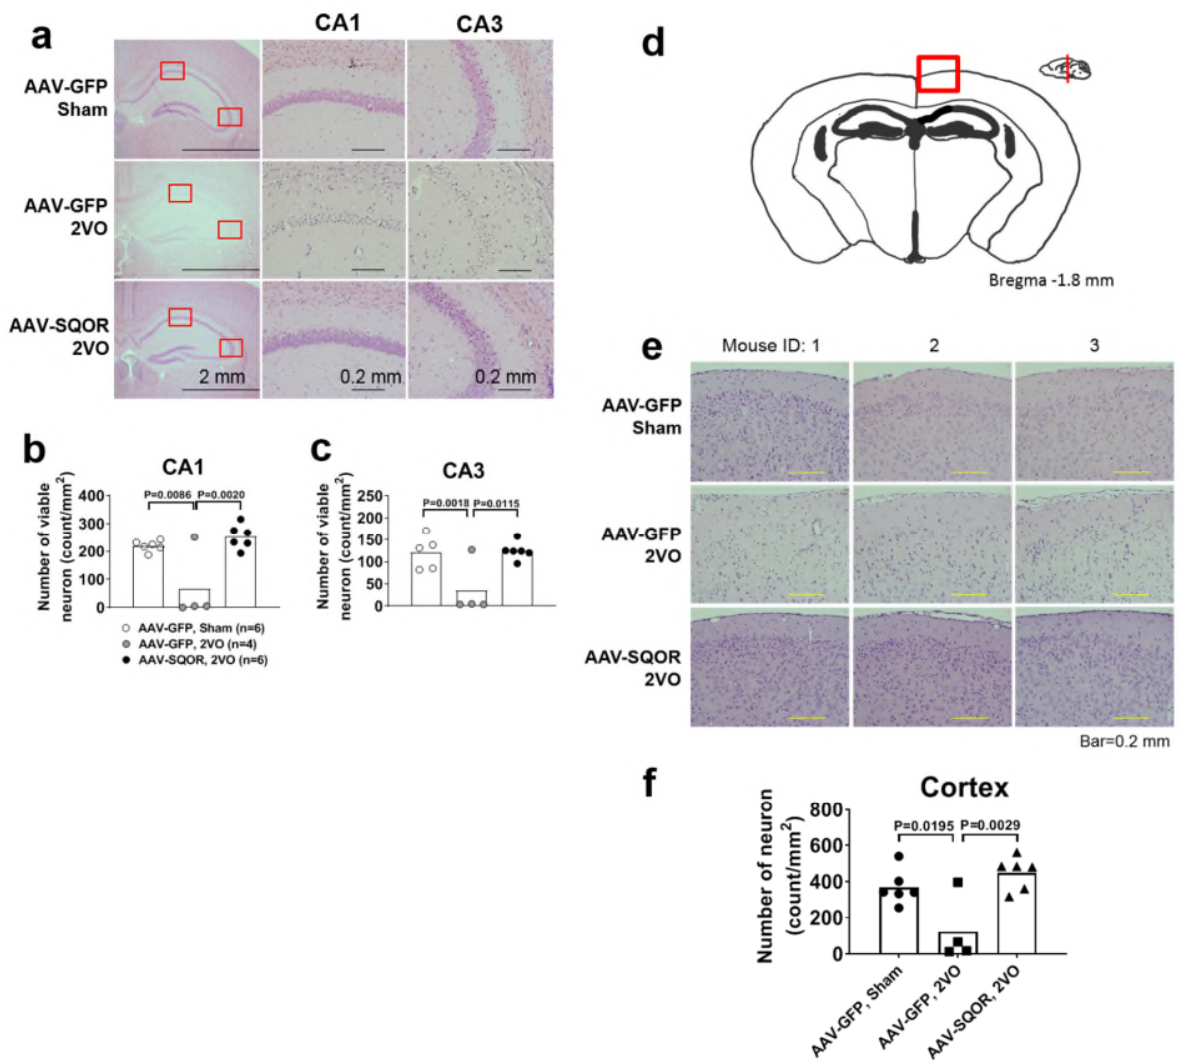 a
CA1
CA3
AAV-GFP
Sham
AAV-GFP
2VO
AAV-SQOR
2VO
2 mm
0.2 mm
0.2 mm
b
CA1
Number of viable
neuron (count/mm²)
400
300
200
100
0
P=0.0086
P=0.0020
AAV-GFP, Sham (n=6)
AAV-GFP, 2VO (n=4)
AAV-SQOR, 2VO (n=6)
c
CA3
Number of viable
neuron (count/mm²)
250
200
150
100
50
0
P=0.0018
P=0.0115
d
Bregma -1.8 mm
e
Mouse ID: 1
2
3
AAV-GFP
Sham
AAV-GFP
2VO
AAV-SQOR
2VO
Bar=0.2 mm
f
Cortex
Number of neuron
(count/mm²)
800
600
400
200
0
P=0.0195
P=0.0029
AAV-GFP, Sham
AAV-GFP, 2VO
AAV-SQOR, 2VO